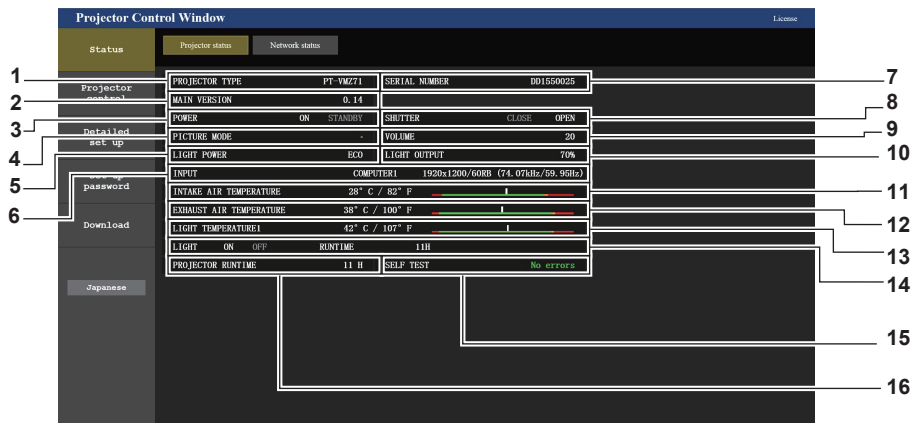 Projector Control Window License
Status Projector status Network status
1 PROJECTOR TYPE PT-VMZ71 SERIAL NUMBER DD1550025 7
Projector
control
2 MAIN VERSION 0.14 8
3 POWER ON STANDBY SHUTTER CLOSE OPEN
Detailed
set up
4 PICTURE MODE - VOLUME 20 9
5 LIGHT POWER ECO LIGHT OUTPUT 70% 10
6 INPUT COMPUTER1 1920x1200/60RB (74.07kHz/59.95Hz)
Set up
password
INTAKE AIR TEMPERATURE 28° C / 82° F 11
EXHAUST AIR TEMPERATURE 38° C / 100° F 12
Download
LIGHT TEMPERATURE1 42° C / 107° F 13
LIGHT ON OFF RUNTIME 11H 14
PROJECTOR RUNTIME 11 H SELF TEST No errors
Japanese
15
16